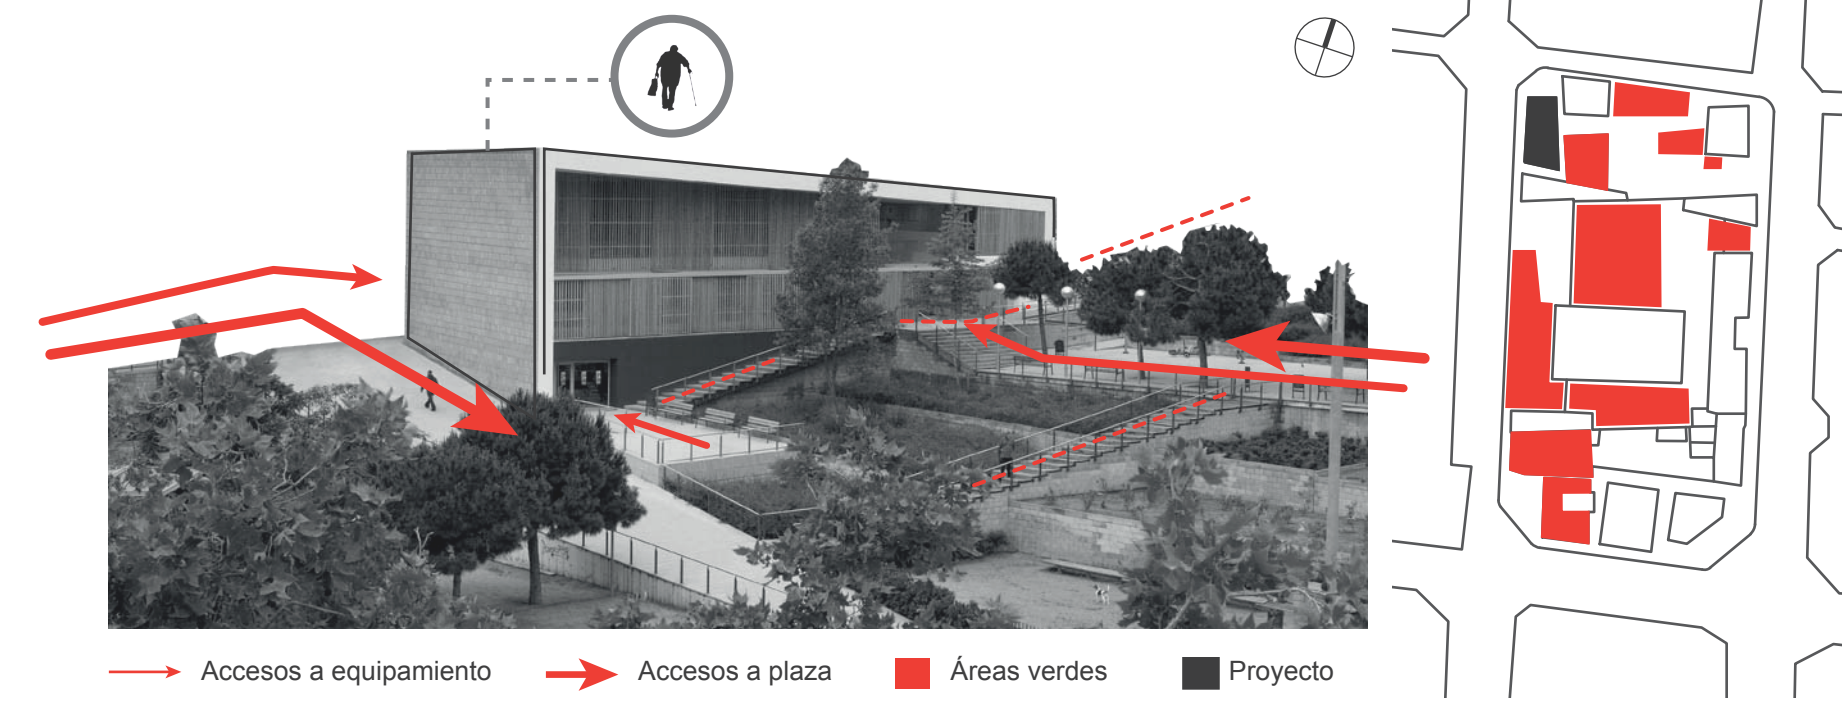 Accesos a equipamiento
Accesos a plaza
Áreas verdes
Proyecto